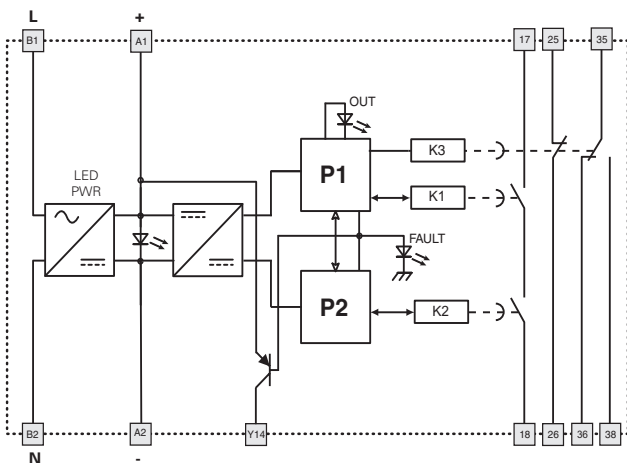 L +
B1 A1 17 25 35
OUT
K3
LED
PWR
P1
K1
FAULT
P2
K2
B2 A2 Y14 18 26 36 38
N -